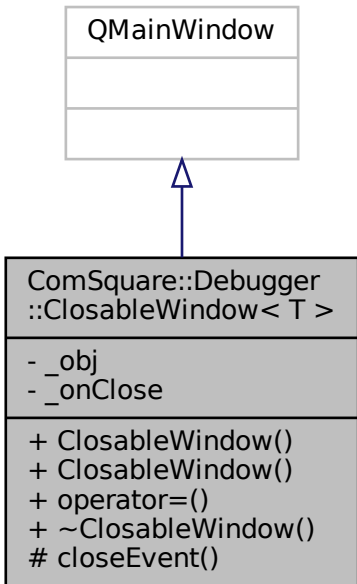 QMainWindow
ComSquare::Debugger
::ClosableWindow< T >
- _obj
- _onClose
+ ClosableWindow()
+ ClosableWindow()
+ operator=()
+ ~ClosableWindow()
# closeEvent()